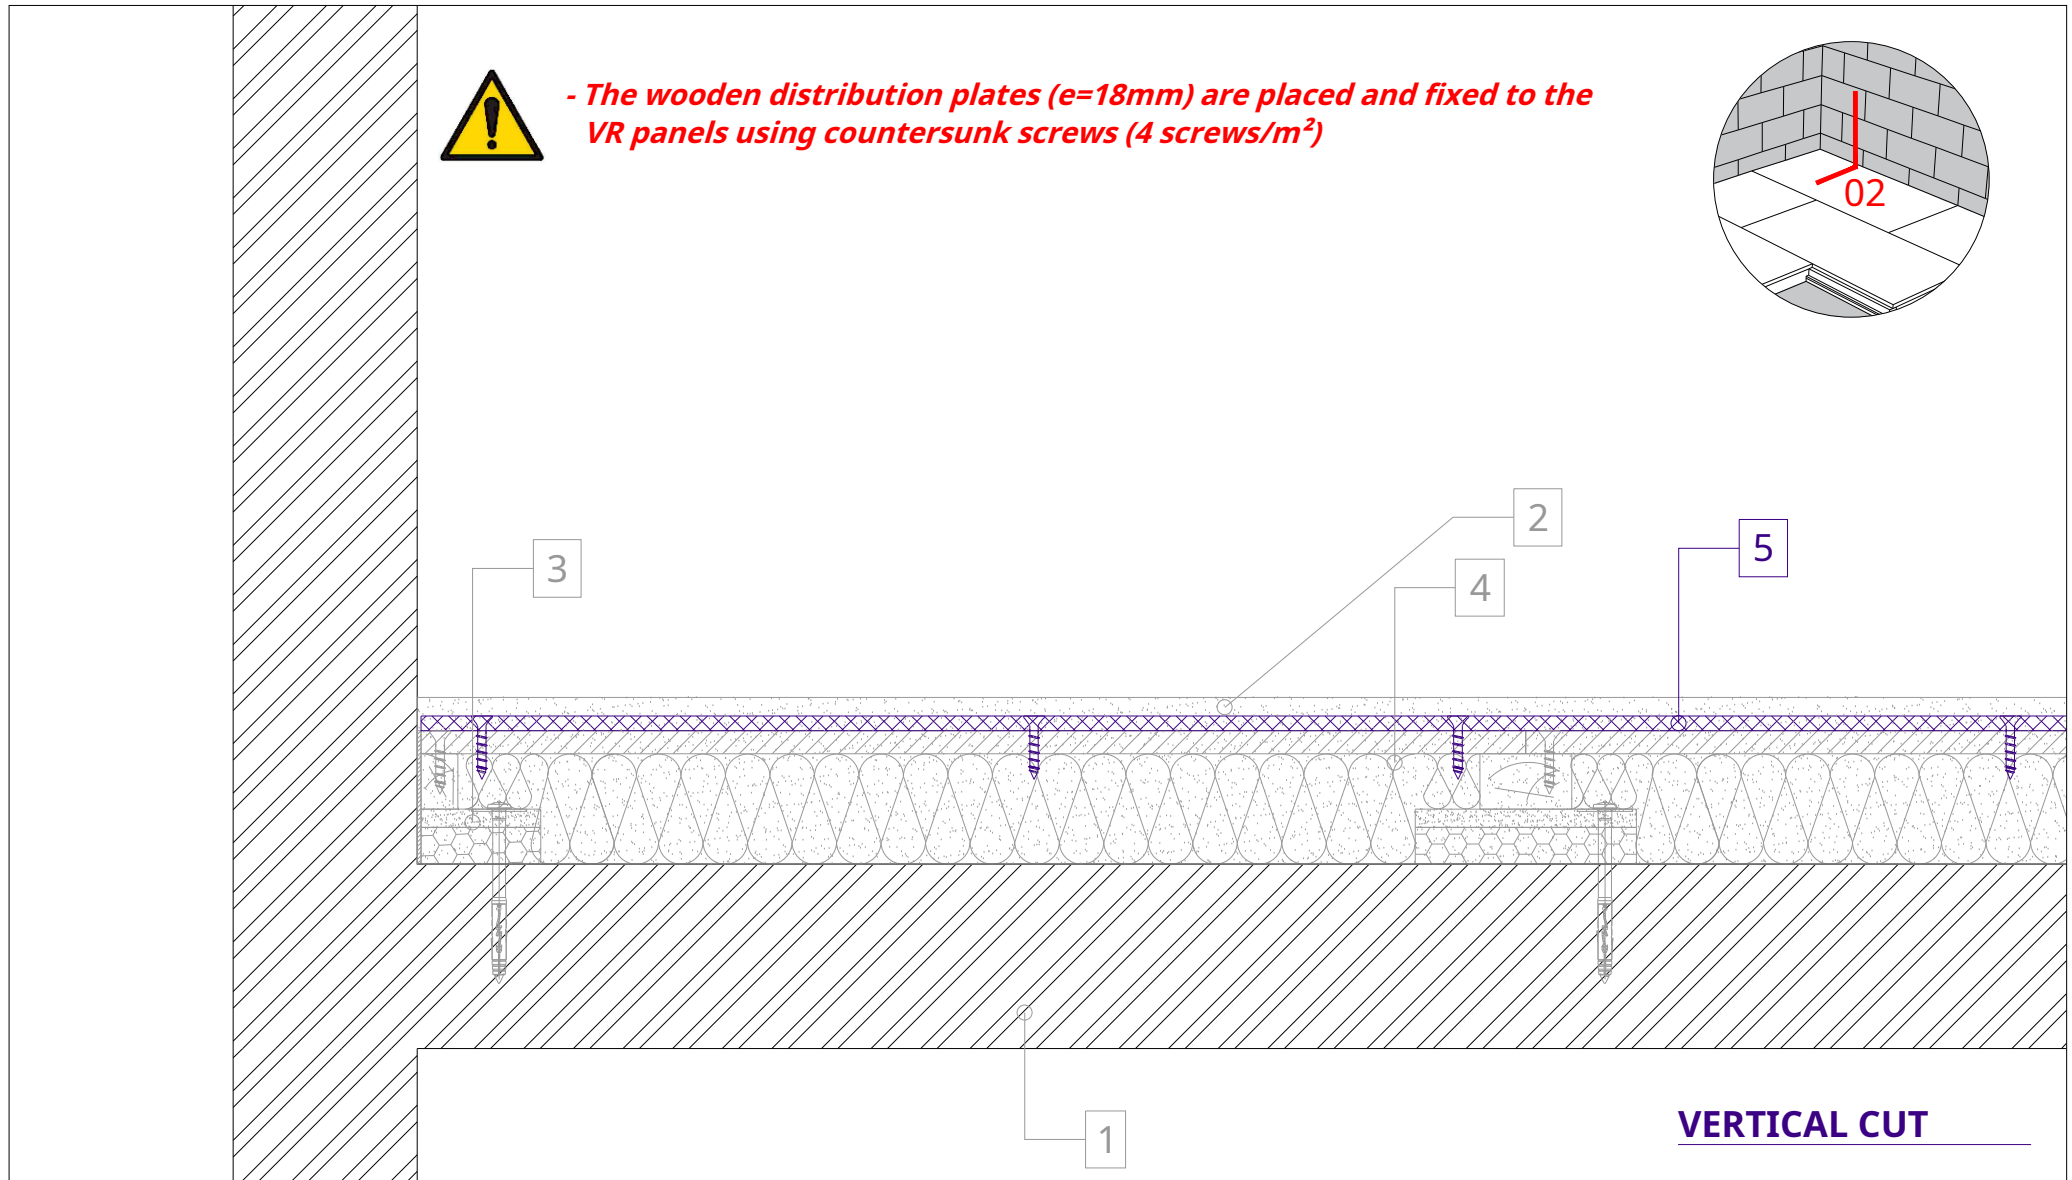 - The wooden distribution plates (e=18mm) are placed and fixed to the
VR panels using countersunk screws (4 screws/m²)
02
2
5
3
4
1
VERTICAL CUT